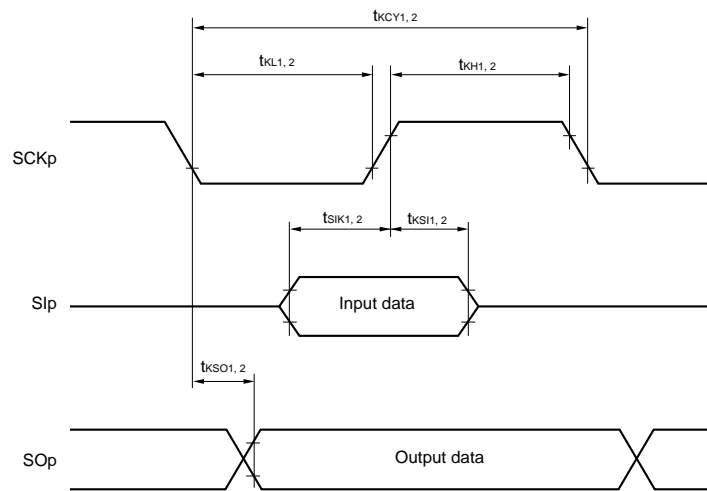 tKCY1, 2
tKL1, 2
tKH1, 2
SCKp
tSIK1, 2
tKSI1, 2
SIp
Input data
tKSO1, 2
SOp
Output data